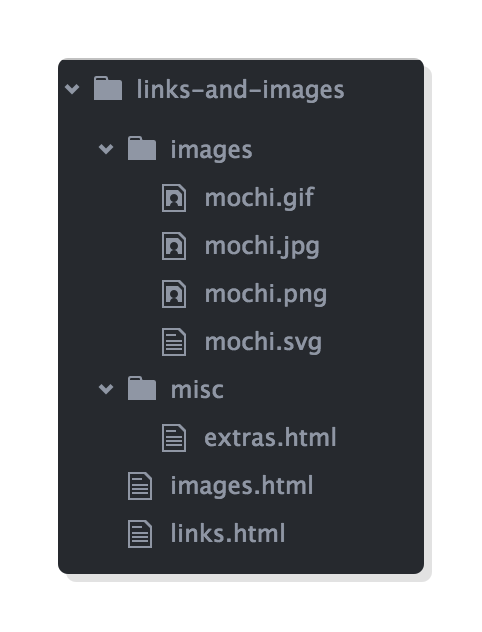 links-and-images
images
mochi.gif
mochi.jpg
mochi.png
mochi.svg
misc
extras.html
images.html
links.html